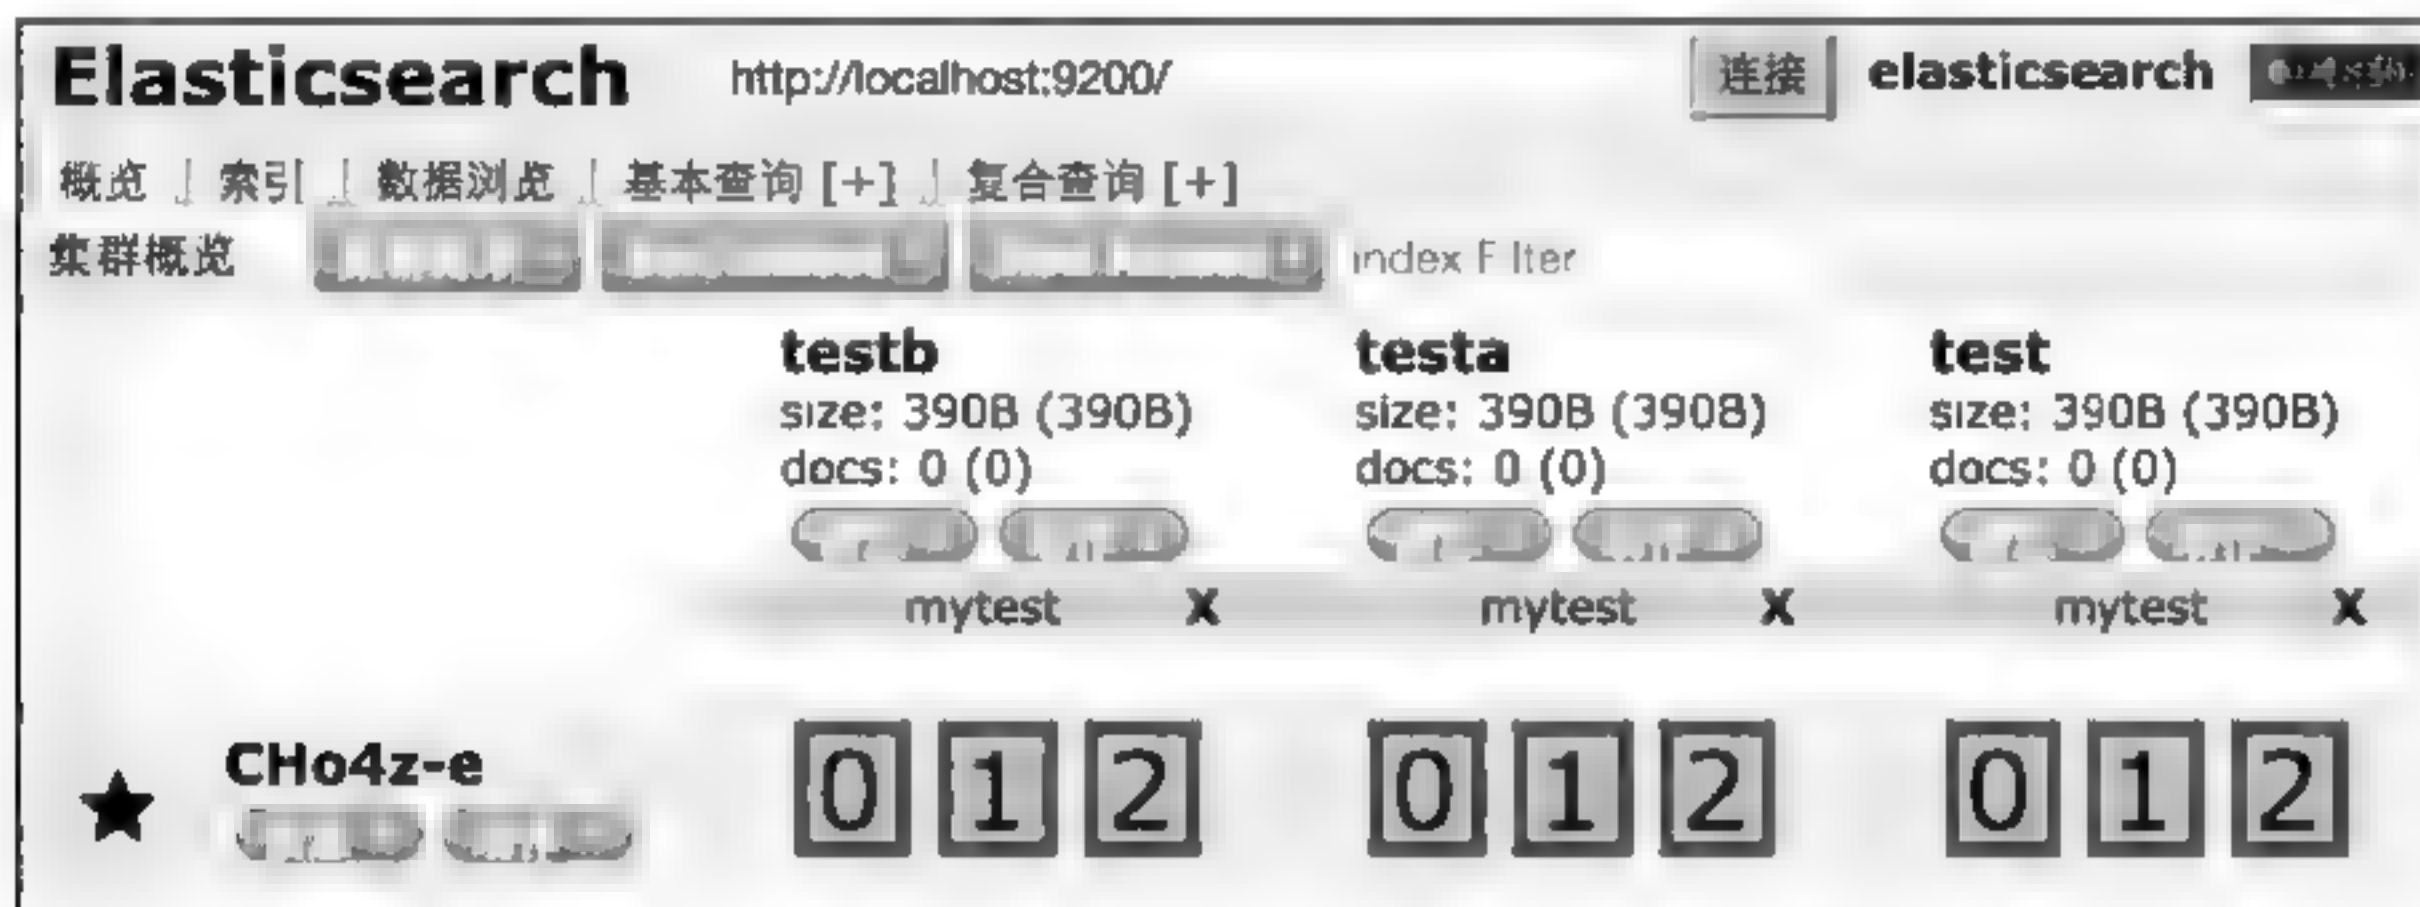 Elasticsearch http://localhost:9200/ 连接 elasticsearch
概览 索引 数据浏览 基本查询 [+] 复合查询 [+]
集群概览 Index Filter
testb testa test
size: 390B (390B) size: 390B (390B) size: 390B (390B)
docs: 0 (0) docs: 0 (0) docs: 0 (0)
mytest X mytest X mytest X
CHo4z-e 0 1 2 0 1 2 0 1 2